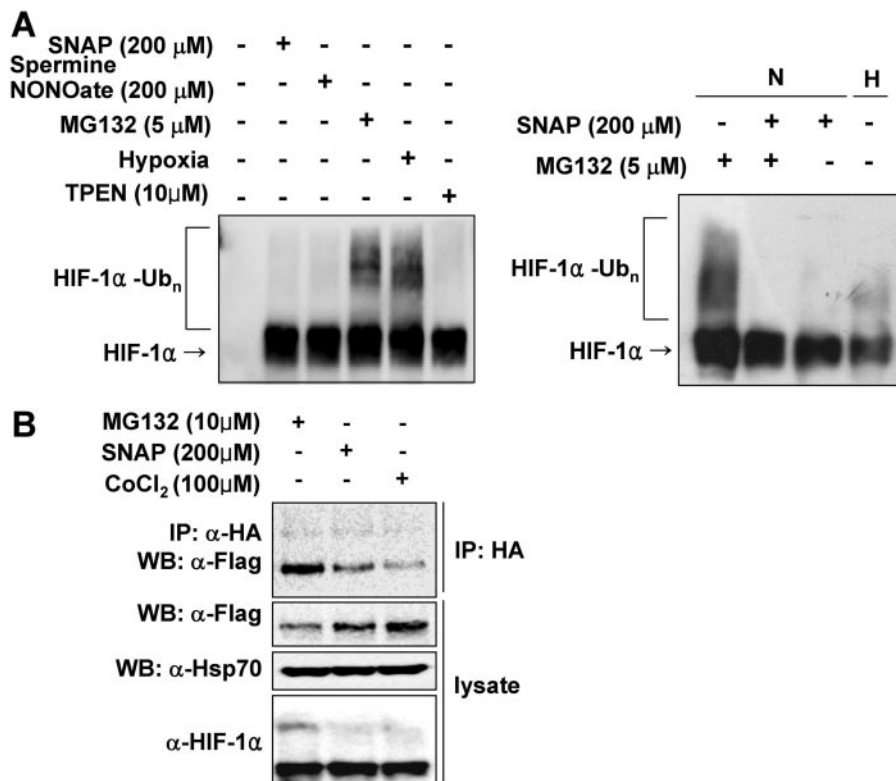 A
SNAP (200 μM) - + - - - -
Spermine
NONOate (200 μM) - - + - - -
MG132 (5 μM) - - - + - -
Hypoxia - - - - + -
TPEN (10μM) - - - - - +
HIF-1α -Ubn
HIF-1α →
N H
SNAP (200 μM) - + + -
MG132 (5 μM) + + - -
HIF-1α -Ubn
HIF-1α →
B
MG132 (10μM) + - -
SNAP (200μM) - + -
CoCl2 (100μM) - - +
IP: α-HA
WB: α-Flag
IP: HA
WB: α-Flag
WB: α-Hsp70
lysate
α-HIF-1α